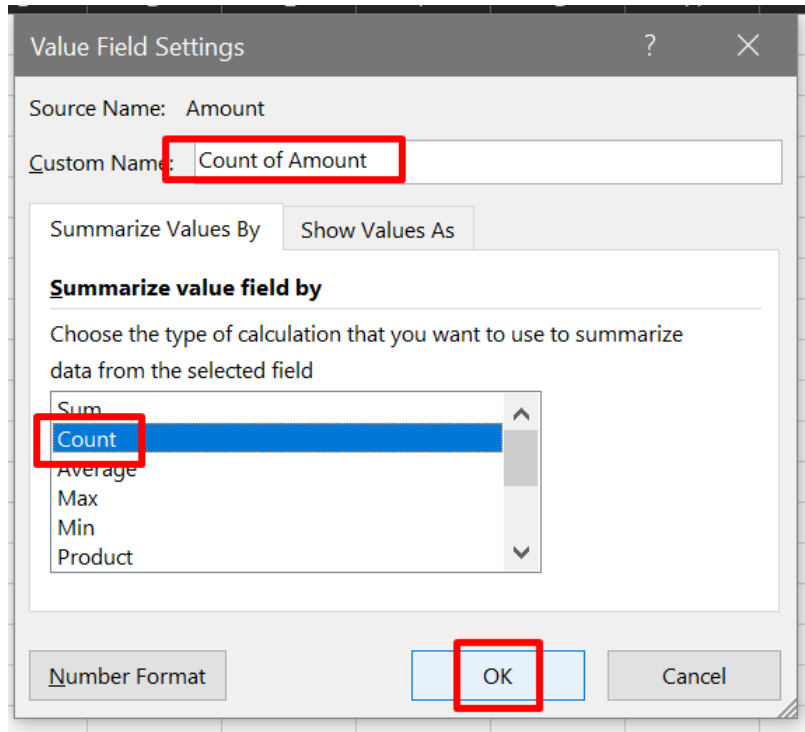 Value Field Settings
Source Name: Amount
Custom Name: Count of Amount
Summarize Values By Show Values As
Summarize value field by
Choose the type of calculation that you want to use to summarize
data from the selected field
Sum
Count
Average
Max
Min
Product
Number Format OK Cancel